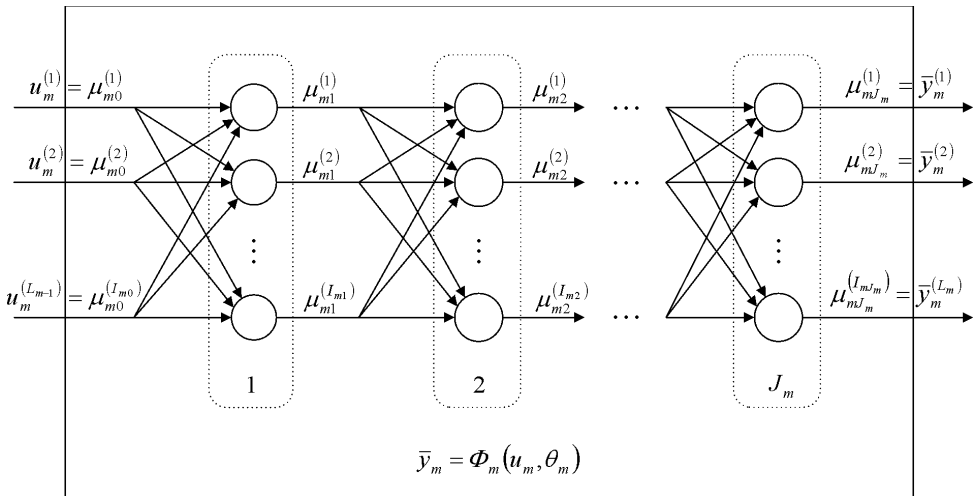 u_m^{(1)} = μ_{m0}^{(1)} μ_{m1}^{(1)} μ_{m2}^{(1)} ⋯ μ_{mJ_m}^{(1)} = ȳ_m^{(1)}
u_m^{(2)} = μ_{m0}^{(2)} μ_{m1}^{(2)} μ_{m2}^{(2)} ⋯ μ_{mJ_m}^{(2)} = ȳ_m^{(2)}
⋮ ⋮ ⋮
u_m^{(L_{m-1})} = μ_{m0}^{(I_{m0})} μ_{m1}^{(I_{m1})} μ_{m2}^{(I_{m2})} ⋯ μ_{mJ_m}^{(I_{mJ_m})} = ȳ_m^{(L_m)}
1 2 J_m
ȳ_m = Φ_m(u_m, θ_m)